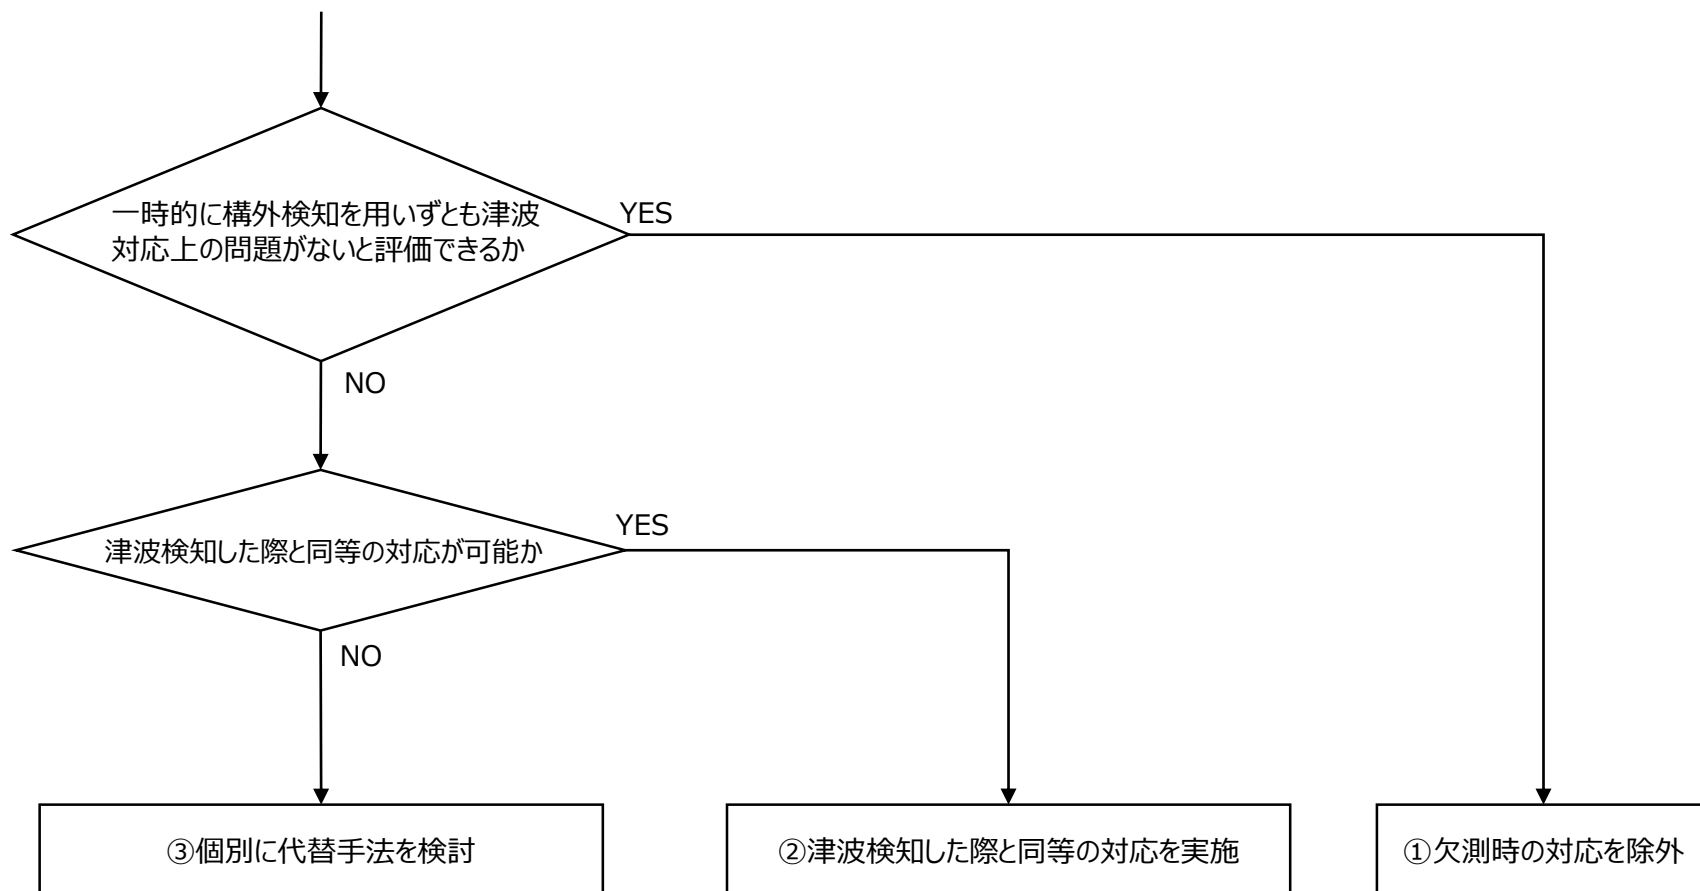 一時的に構外検知を用いずとも津波
対応上の問題がないと評価できるか
YES
NO
津波検知した際と同等の対応が可能か
YES
NO
③個別に代替手法を検討
②津波検知した際と同等の対応を実施
①欠測時の対応を除外